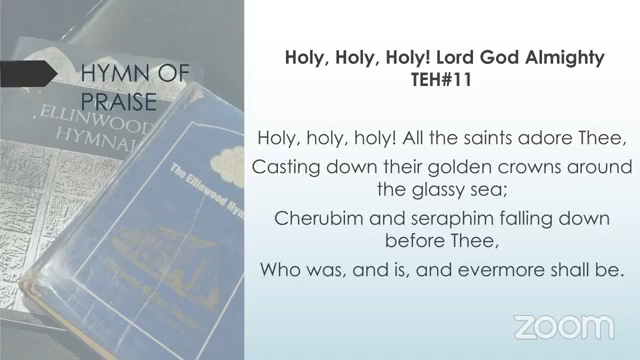 HYMN OF
PRAISE
ELLINWOOD
HYMNAL
The Ellinwood
Holy, Holy, Holy! Lord God Almighty
TEH#11
Holy, holy, holy! All the saints adore Thee,
Casting down their golden crowns around
the glassy sea;
Cherubim and seraphim falling down
before Thee,
Who was, and is, and evermore shall be.
zoom